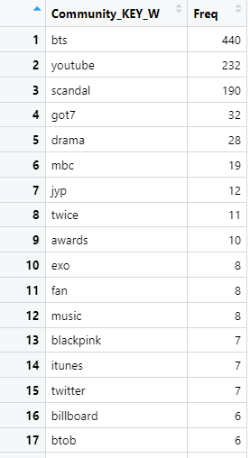 Community_KEY_W Freq
1 bts 440
2 youtube 232
3 scandal 190
4 got7 32
5 drama 28
6 mbc 19
7 jyp 12
8 twice 11
9 awards 10
10 exo 8
11 fan 8
12 music 8
13 blackpink 7
14 itunes 7
15 twitter 7
16 billboard 6
17 btob 6